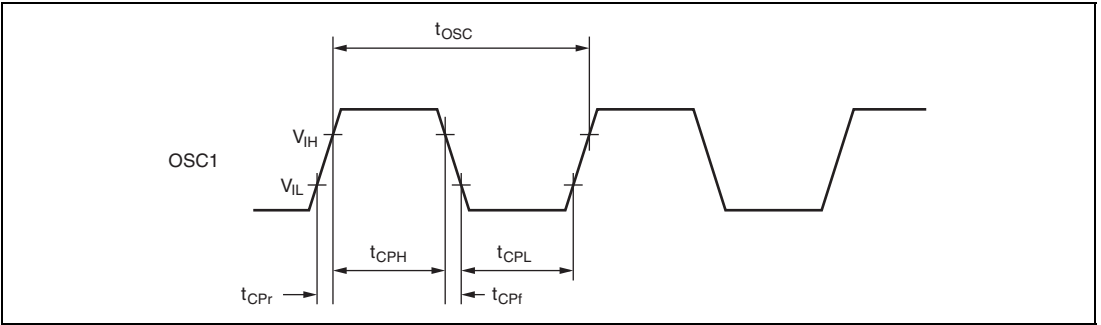 tOSC
VIH
OSC1
VIL
tCPH
tCPL
tCPr
tCPf